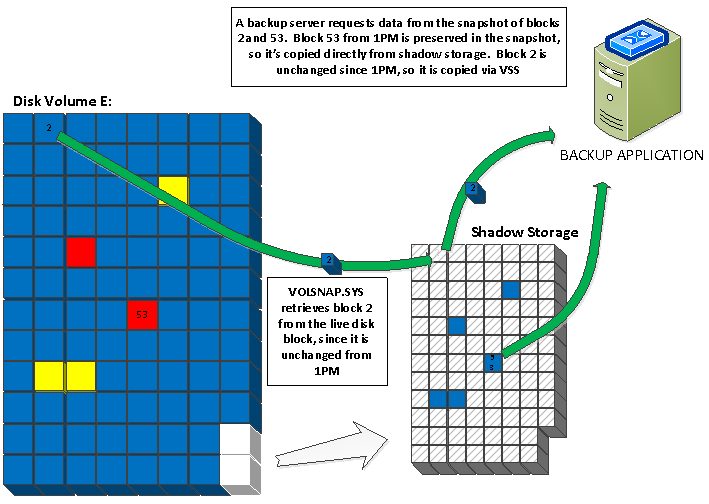 A backup server requests data from the snapshot of blocks
2 and 53.  Block 53 from 1PM is preserved in the snapshot,
so it's copied directly from shadow storage.  Block 2 is
unchanged since 1PM, so it is copied via VSS
Disk Volume E:
2
BACKUP APPLICATION
2
Shadow Storage
2
VOLSNAP.SYS
retrieves block 2
from the live disk
block, since it is
unchanged from
1PM
53
5
3